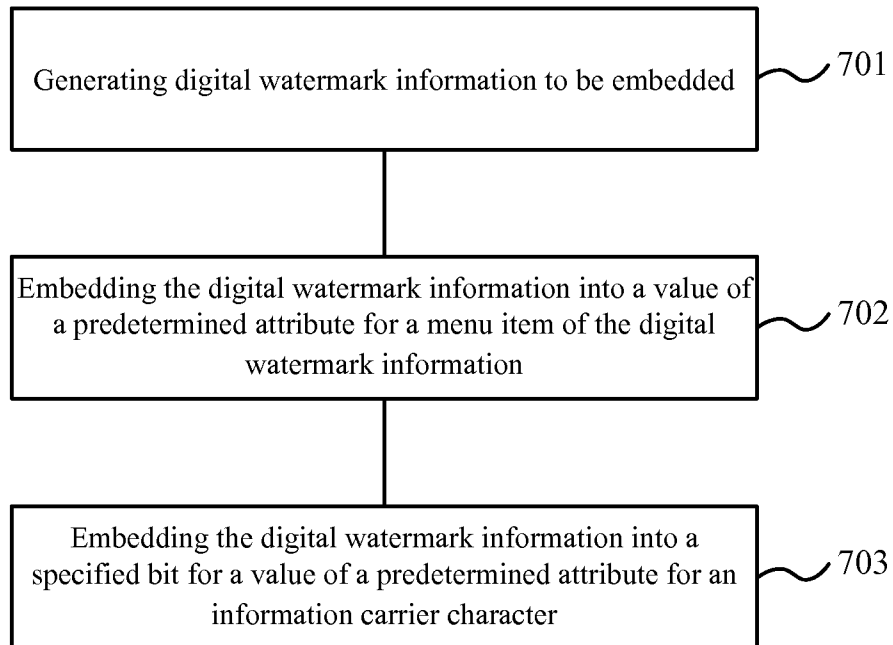 Generating digital watermark information to be embedded
701
Embedding the digital watermark information into a value of
a predetermined attribute for a menu item of the digital
watermark information
702
Embedding the digital watermark information into a
specified bit for a value of a predetermined attribute for an
information carrier character
703